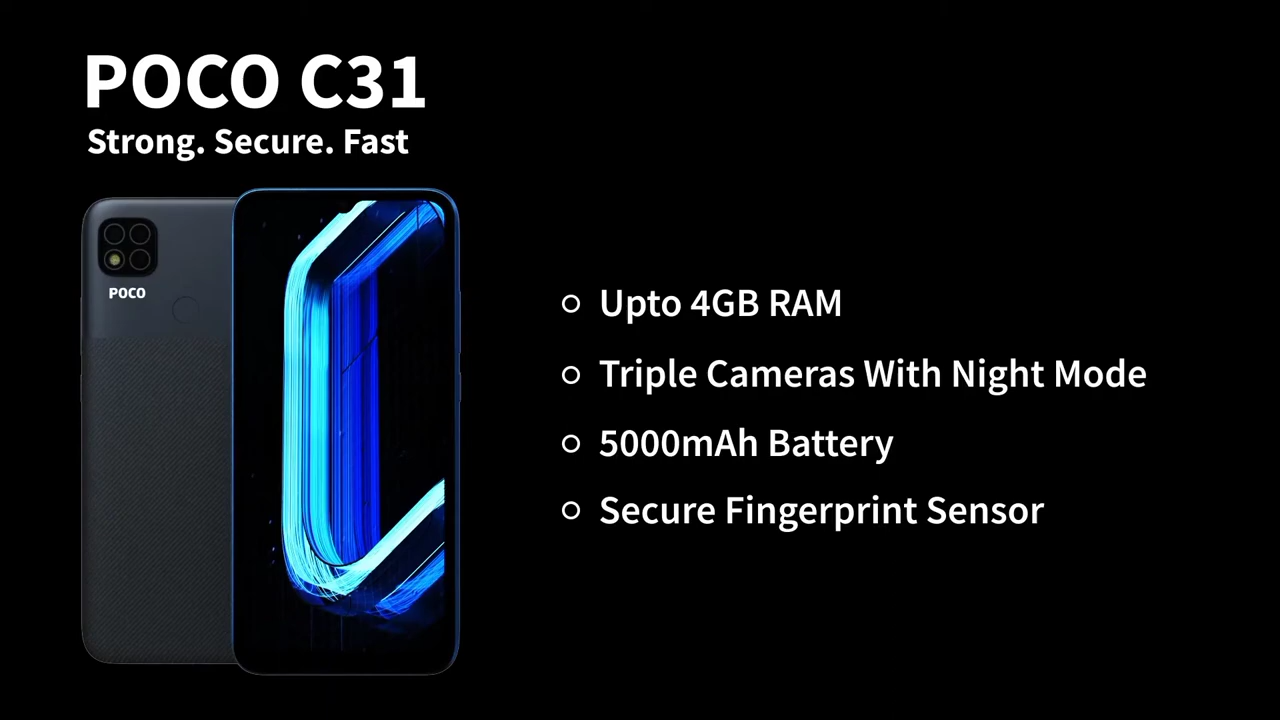 POCO C31
Strong. Secure. Fast
POCO
Upto 4GB RAM
Triple Cameras With Night Mode
5000mAh Battery
Secure Fingerprint Sensor